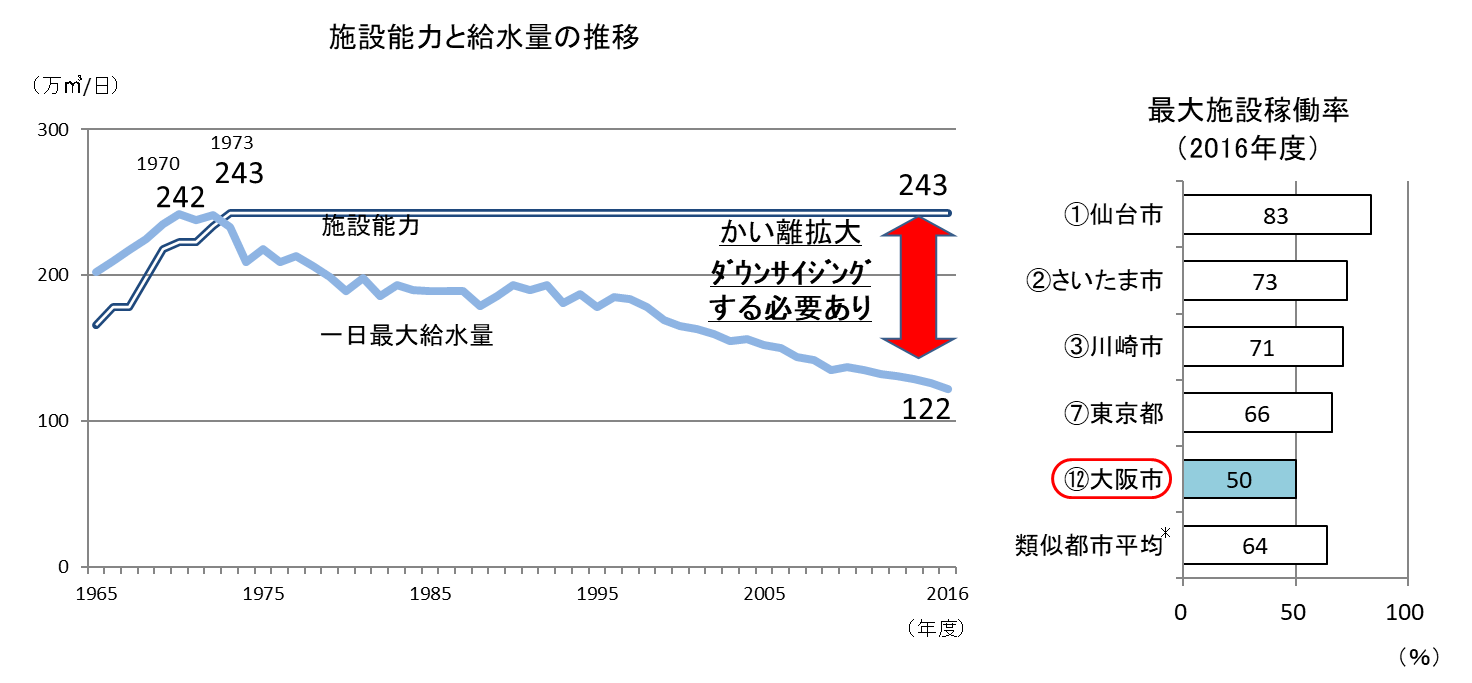 施設能力と給水量の推移
（万㎥/日）
300
200
100
0
1970
242
1973
243
施設能力
一日最大給水量
243
かい離拡大
ﾀﾞｳﾝｻｲｼﾞﾝｸﾞ
する必要あり
122
1965
1975
1985
1995
2005
2016
（年度）
最大施設稼働率
（2016年度）
①仙台市
83
②さいたま市
73
③川崎市
71
⑦東京都
66
⑫大阪市
50
類似都市平均*
64
0
50
100
（%）